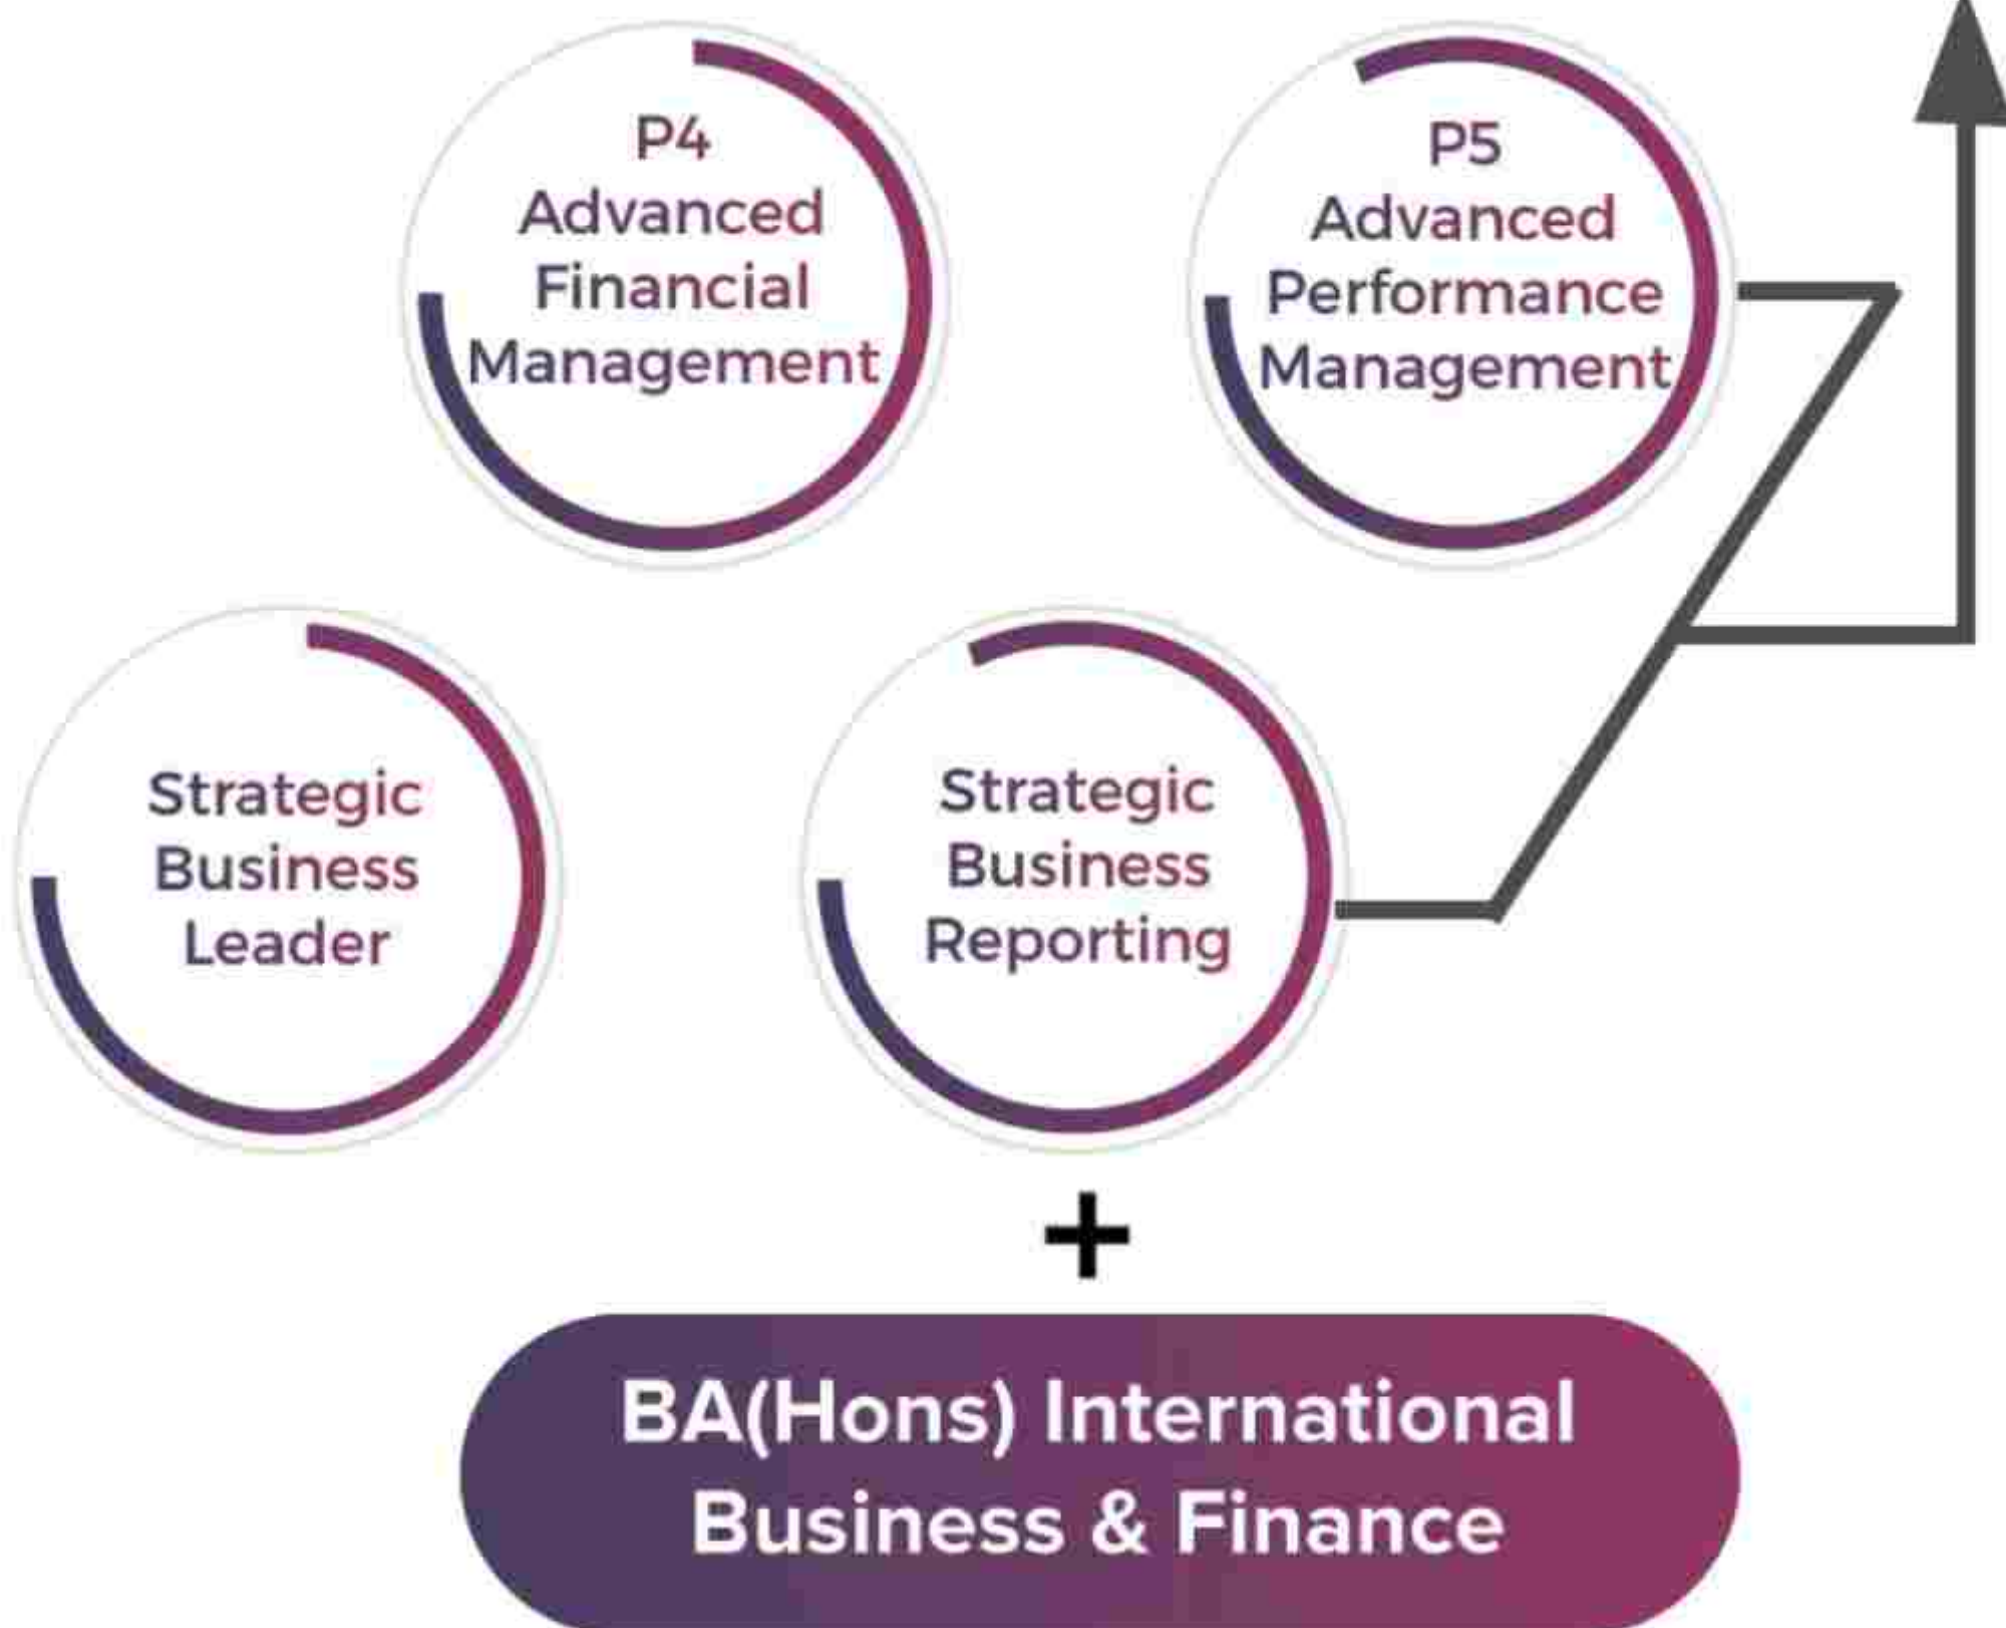 P4
Advanced
Financial
Management
P5
Advanced
Performance
Management
Strategic
Business
Leader
Strategic
Business
Reporting
+
BA(Hons) International
Business & Finance